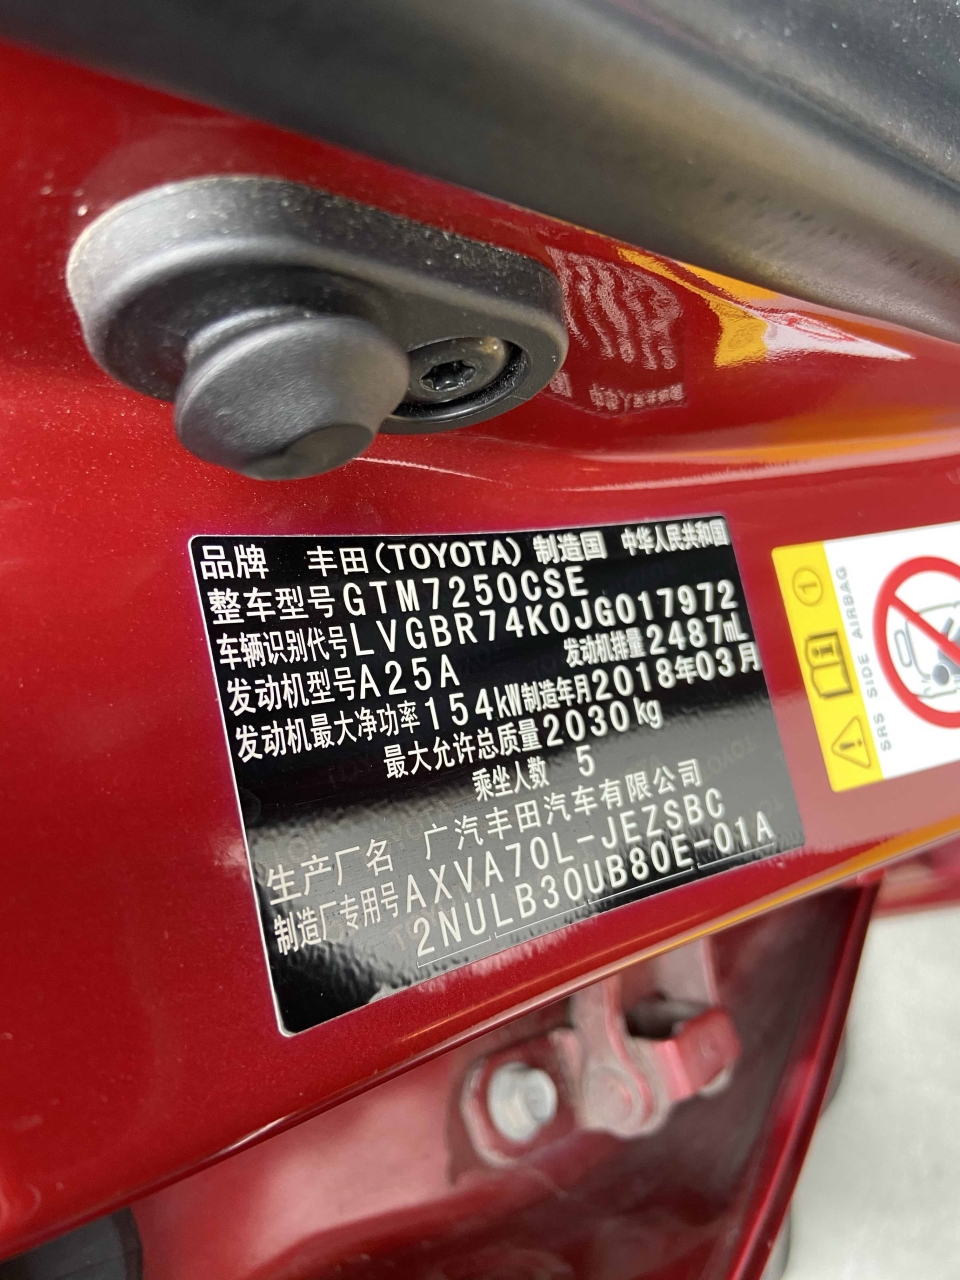 品牌 丰田(TOYOTA) 制造国 中华人民共和国
整车型号 GTM7250CSE
车辆识别代号 LVGBR74K0JG017972
发动机型号 A25A 发动机排量 2487mL
发动机最大净功率 154kW 制造年月 2018年03月
最大允许总质量 2030kg
乘坐人数 5
生产厂名 广汽丰田汽车有限公司
制造厂专用号 AXVA70L-JEZSBC
2NULB30UB80E-01A
SRS SIDE AIRBAG